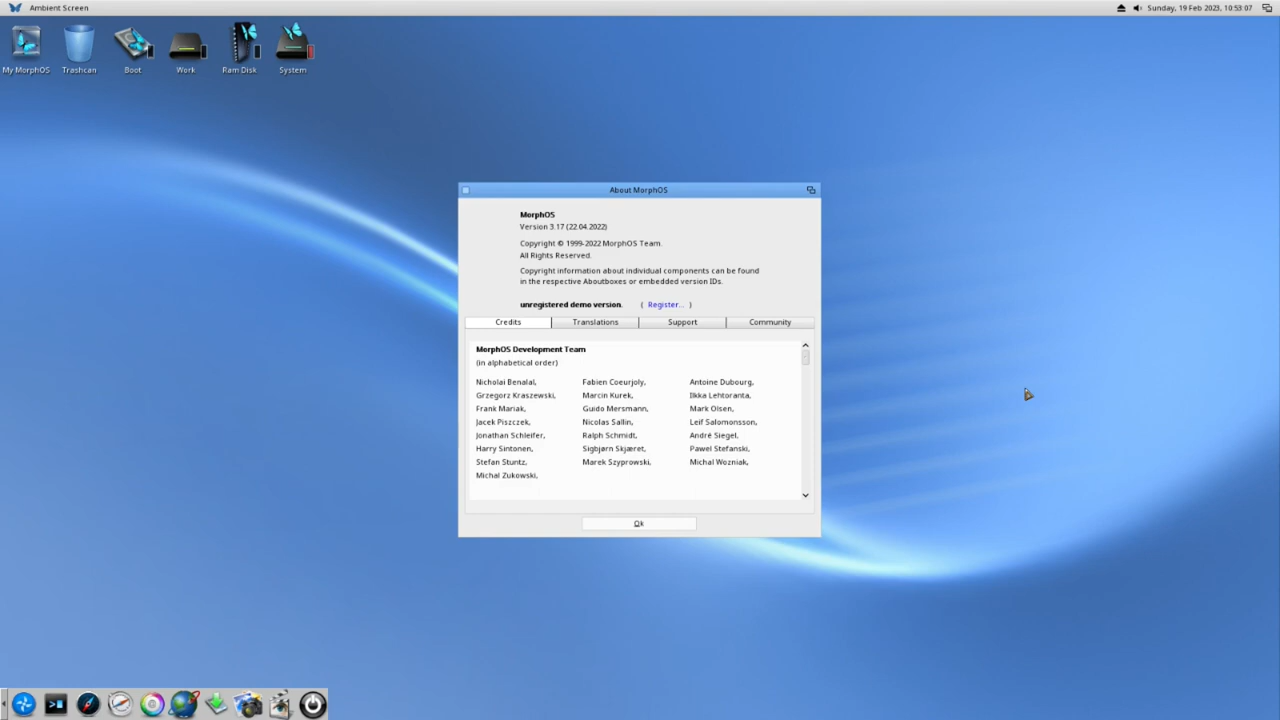 Ambient Screen
Sunday, 19 Feb 2023, 10:53:07
My MorphOS
Trashcan
Boot
Work
Ram Disk
System
About MorphOS
MorphOS
Version 3.17 (22.04.2022)
Copyright © 1999-2022 MorphOS Team.
All Rights Reserved.
Copyright information about individual components can be found
in the respective Aboutboxes or embedded version IDs.
unregistered demo version. ( Register... )
Credits Translations Support Community
MorphOS Development Team
(in alphabetical order)
Nicholai Benalal, Fabien Coeurjoly, Antoine Dubourg,
Grzegorz Kraszewski, Marcin Kurek, Ilkka Lehtoranta,
Frank Mariak, Guido Mersmann, Mark Olsen,
Jacek Piszczek, Nicolas Sallin, Leif Salomonsson,
Jonathan Schleifer, Ralph Schmidt, André Siegel,
Harry Sintonen, Sigbjørn Skjæret, Pawel Stefanski,
Stefan Stuntz, Marek Szyprowski, Michal Wozniak,
Michal Zukowski,
Ok